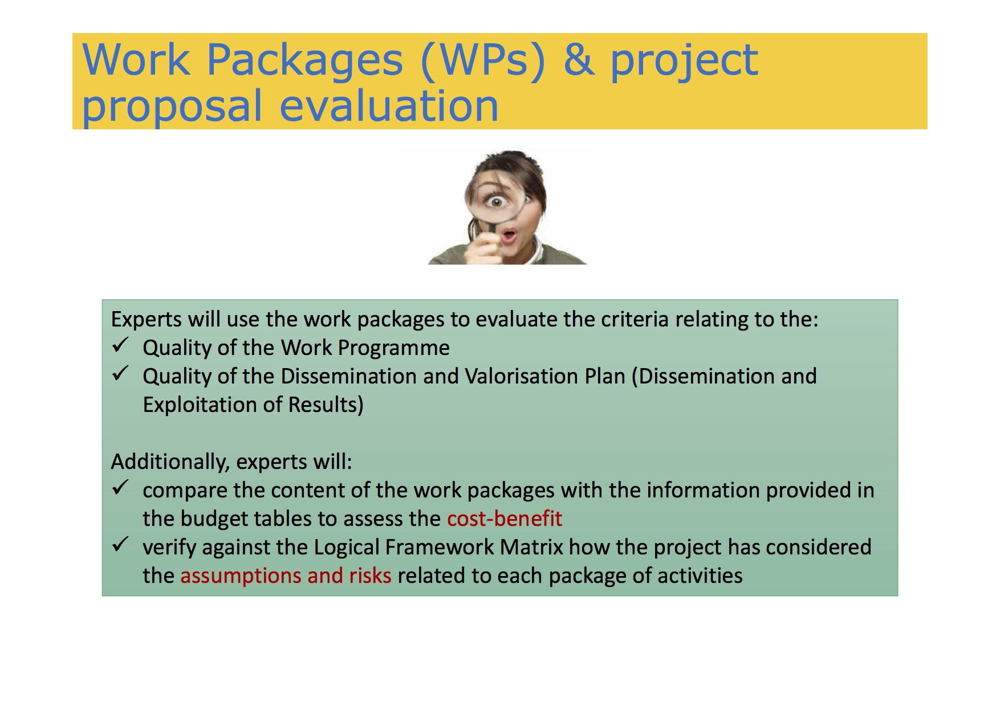 Work Packages (WPs) & project
proposal evaluation
Experts will use the work packages to evaluate the criteria relating to the:
✓ Quality of the Work Programme
✓ Quality of the Dissemination and Valorisation Plan (Dissemination and
Exploitation of Results)
Additionally, experts will:
✓ compare the content of the work packages with the information provided in
the budget tables to assess the cost-benefit
✓ verify against the Logical Framework Matrix how the project has considered
the assumptions and risks related to each package of activities